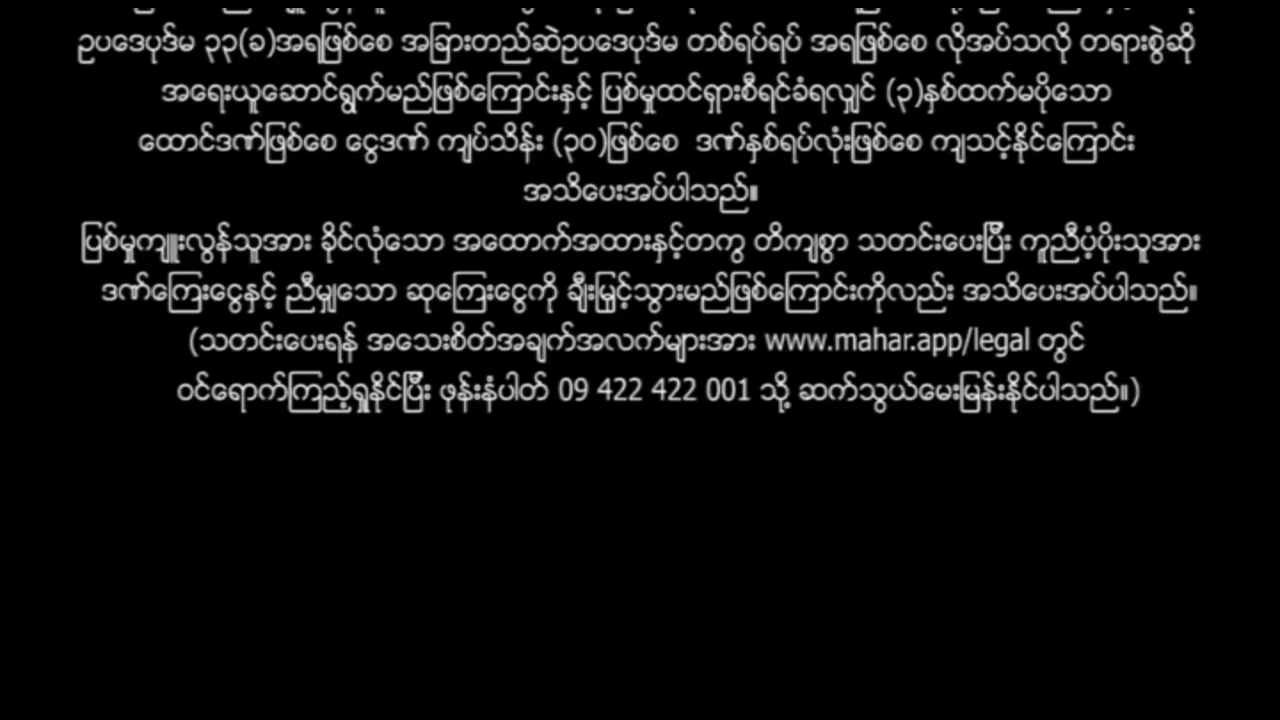 ဥပဒေပုဒ်မ ၃၃(ခ)အရဖြစ်စေ အခြားတည်ဆဲဥပဒေပုဒ်မ တစ်ရပ်ရပ် အရဖြစ်စေ လိုအပ်သလို တရားစွဲဆို
အရေးယူဆောင်ရွက်မည်ဖြစ်ကြောင်းနှင့် ပြစ်မှုထင်ရှားစီရင်ခံရလျှင် (၃)နှစ်ထက်မပိုသော
ထောင်ဒဏ်ဖြစ်စေ ငွေဒဏ် ကျပ်သိန်း (၃၀)ဖြစ်စေ ဒဏ်နှစ်ရပ်လုံးဖြစ်စေ ကျသင့်နိုင်ကြောင်း
အသိပေးအပ်ပါသည်။
ပြစ်မှုကျူးလွန်သူအား ခိုင်လုံသော အထောက်အထားနှင့်တကွ တိကျစွာ သတင်းပေးပြီး ကူညီပံ့ပိုးသူအား
ဒဏ်ကြေးငွေနှင့် ညီမျှသော ဆုကြေးငွေကို ချီးမြှင့်သွားမည်ဖြစ်ကြောင်းကိုလည်း အသိပေးအပ်ပါသည်။
(သတင်းပေးရန် အသေးစိတ်အချက်အလက်များအား www.mahar.app/legal တွင်
ဝင်ရောက်ကြည့်ရှုနိုင်ပြီး ဖုန်းနံပါတ် 09 422 422 001 သို့ ဆက်သွယ်မေးမြန်းနိုင်ပါသည်။)